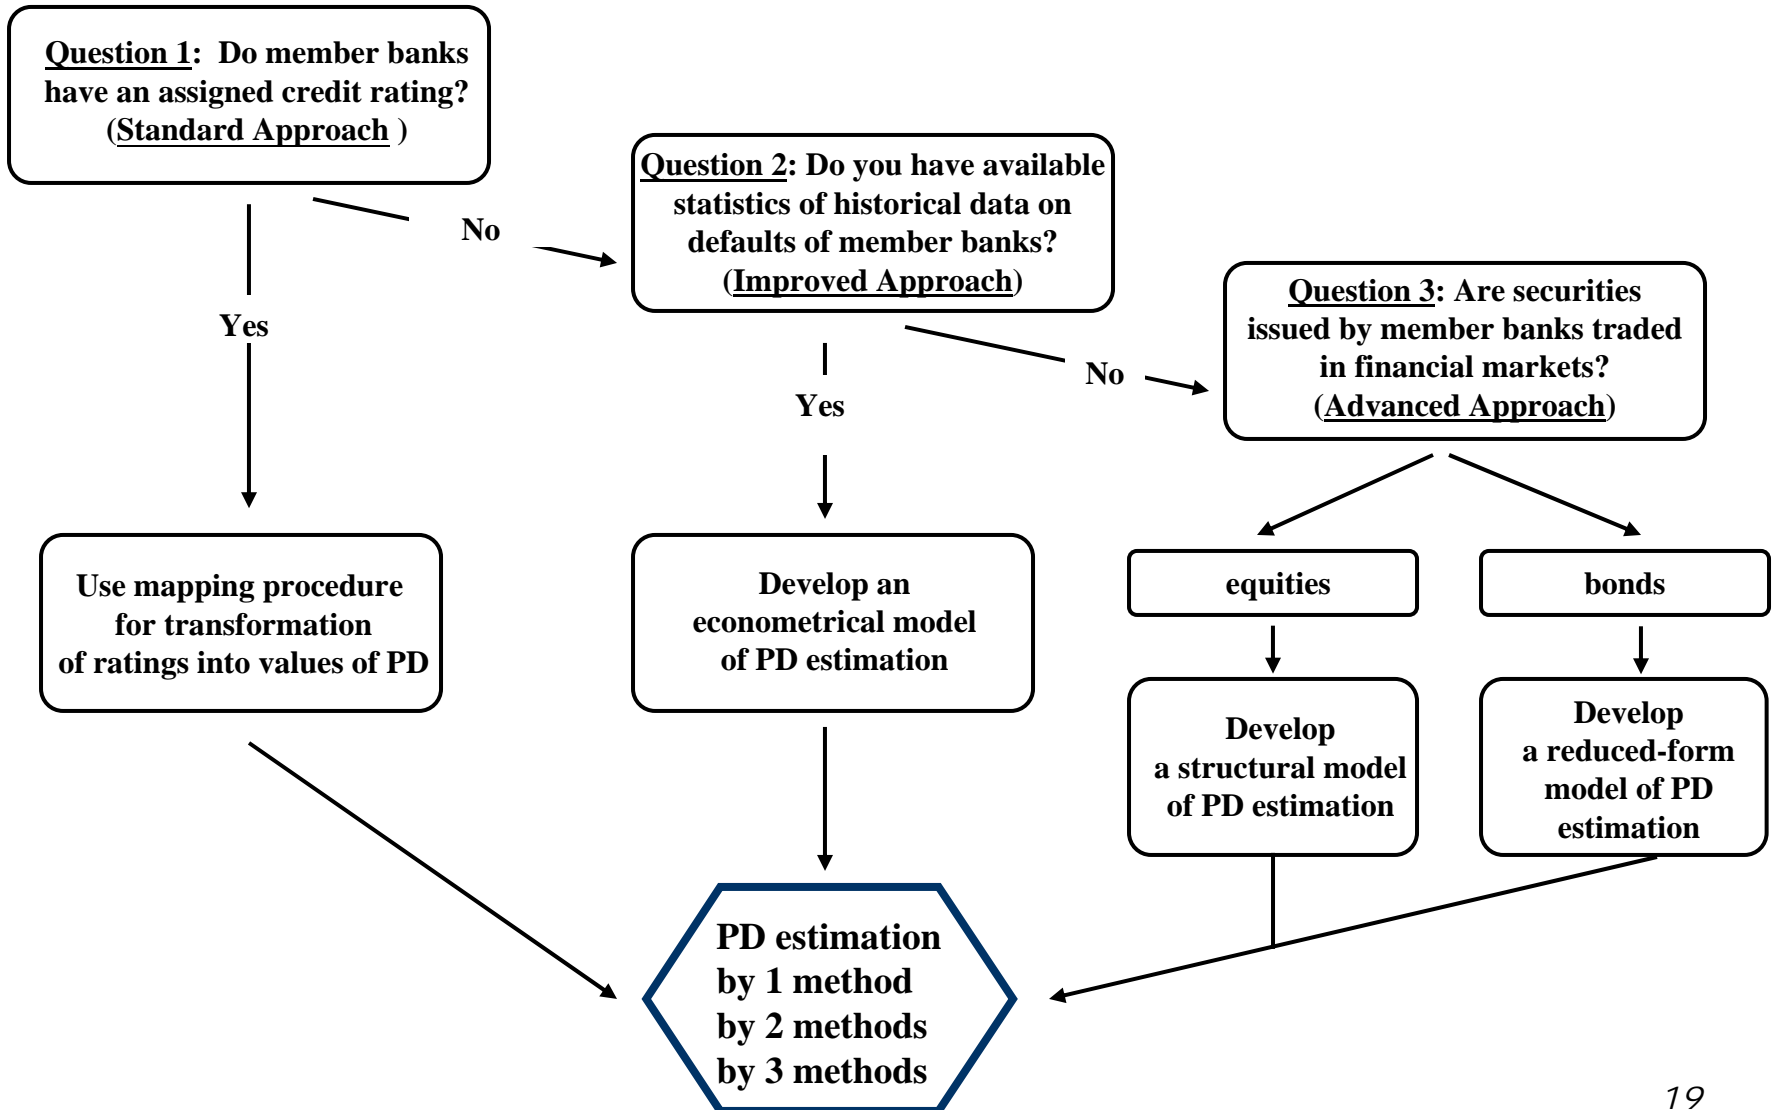 Question 1:  Do member banks
have an assigned credit rating?
(Standard Approach )
Question 2: Do you have available
statistics of historical data on
defaults of member banks?
(Improved Approach)
Question 3: Are securities
issued by member banks traded
in financial markets?
(Advanced Approach)
No
Yes
No
Yes
Use mapping procedure
for transformation
of ratings into values of PD
Develop an
econometrical model
of PD estimation
equities
bonds
Develop
a structural model
of PD estimation
Develop
a reduced-form
model of PD
estimation
PD estimation
by 1 method
by 2 methods
by 3 methods
19